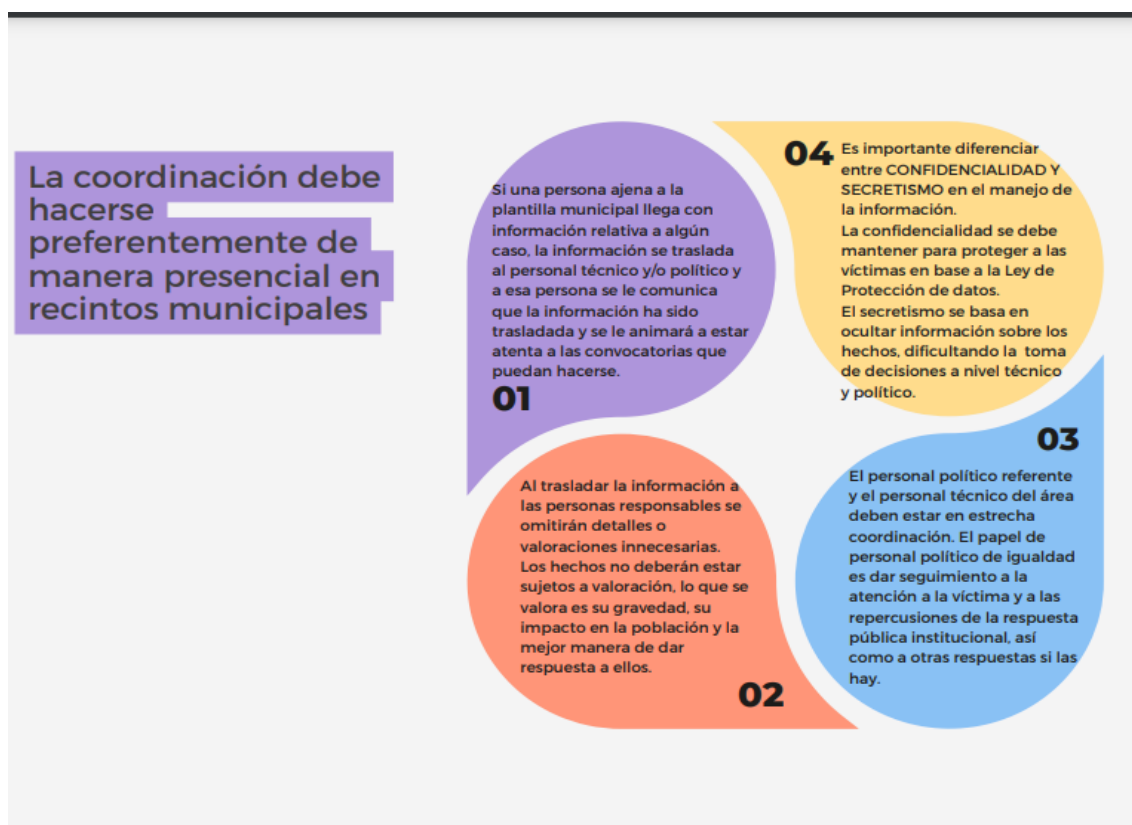 La coordinación debe
hacerse
preferentemente de
manera presencial en
recintos municipales
Si una persona ajena a la
plantilla municipal llega con
información relativa a algún
caso, la información se traslada
al personal técnico y/o político y
a esa persona se le comunica
que la información ha sido
trasladada y se le animará a estar
atenta a las convocatorias que
puedan hacerse.
01
Al trasladar la información a
las personas responsables se
omitirán detalles o
valoraciones innecesarias.
Los hechos no deberán estar
sujetos a valoración, lo que se
valora es su gravedad, su
impacto en la población y la
mejor manera de dar
respuesta a ellos.
02
03
El personal político referente
y el personal técnico del área
deben estar en estrecha
coordinación. El papel de
personal político de igualdad
es dar seguimiento a la
atención a la víctima y a las
repercusiones de la respuesta
pública institucional, así
como a otras respuestas si las
hay.
04
Es importante diferenciar
entre CONFIDENCIALIDAD Y
SECRETISMO en el manejo de
la información.
La confidencialidad se debe
mantener para proteger a las
víctimas en base a la Ley de
Protección de datos.
El secretismo se basa en
ocultar información sobre los
hechos, dificultando la toma
de decisiones a nivel técnico
y político.